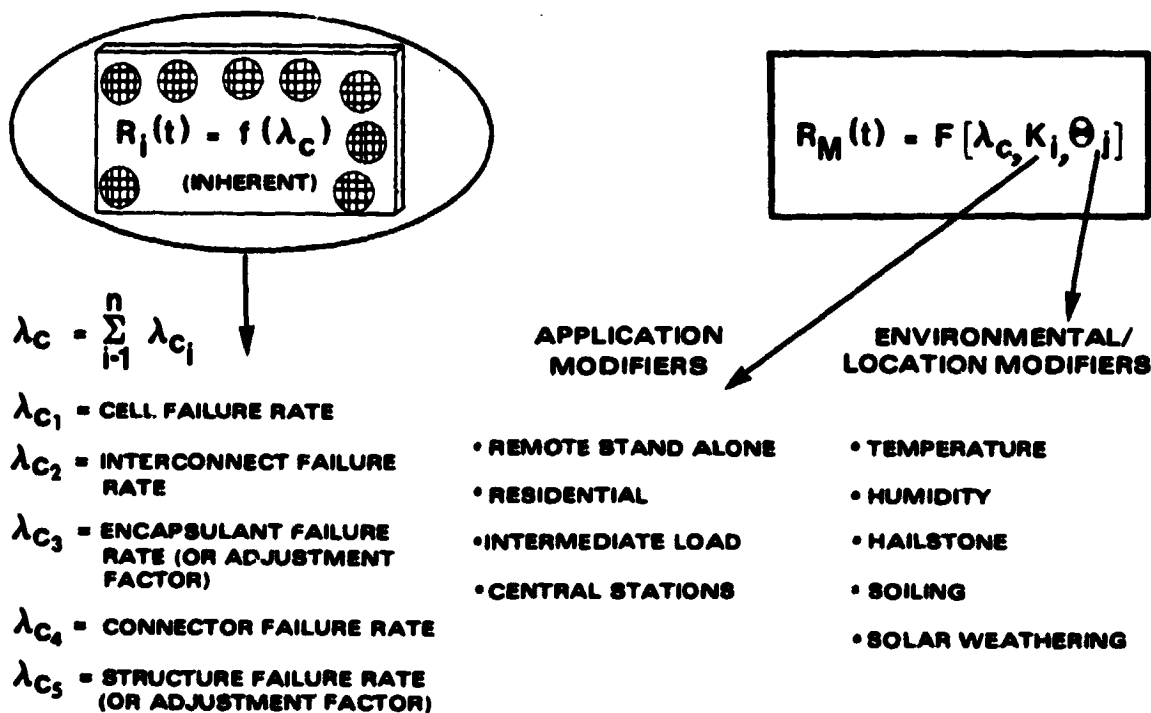 R_i(t) = f(λ_C)
(INHERENT)
R_M(t) = F[λ_c, K_i, Θ_j]
n
λ_C = Σ λ_{C_i}
i-1
λ_{C_1} = CELL FAILURE RATE
λ_{C_2} = INTERCONNECT FAILURE
RATE
λ_{C_3} = ENCAPSULANT FAILURE
RATE (OR ADJUSTMENT
FACTOR)
λ_{C_4} = CONNECTOR FAILURE RATE
λ_{C_5} = STRUCTURE FAILURE RATE
(OR ADJUSTMENT FACTOR)
APPLICATION
MODIFIERS
• REMOTE STAND ALONE
• RESIDENTIAL
• INTERMEDIATE LOAD
• CENTRAL STATIONS
ENVIRONMENTAL/
LOCATION MODIFIERS
• TEMPERATURE
• HUMIDITY
• HAILSTONE
• SOILING
• SOLAR WEATHERING